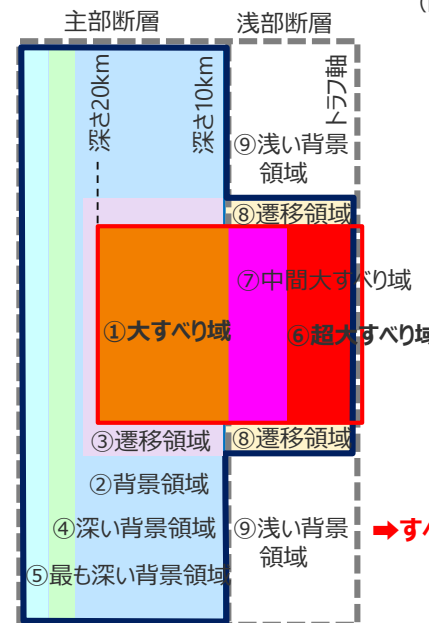 主部断層
浅部断層
深さ20km
深さ10km
トラフ軸
⑨浅い背景
領域
⑧遷移領域
⑦中間大すべり域
①大すべり域
⑥超大すべり域
③遷移領域
⑧遷移領域
②背景領域
④深い背景領域
⑨浅い背景
領域
➡すべ
⑤最も深い背景領域